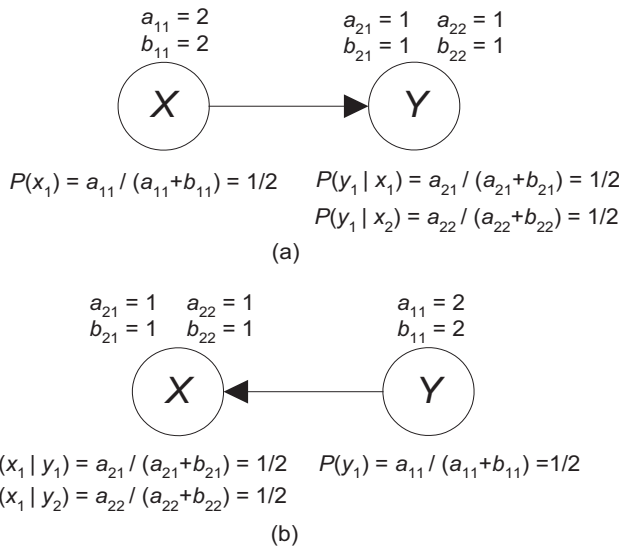 a₁₁ = 2
b₁₁ = 2
a₂₁ = 1 a₂₂ = 1
b₂₁ = 1 b₂₂ = 1
X
Y
P(x₁) = a₁₁ / (a₁₁+b₁₁) = 1/2
P(y₁ | x₁) = a₂₁ / (a₂₁+b₂₁) = 1/2
P(y₁ | x₂) = a₂₂ / (a₂₂+b₂₂) = 1/2
(a)
a₂₁ = 1 a₂₂ = 1
b₂₁ = 1 b₂₂ = 1
a₁₁ = 2
b₁₁ = 2
X
Y
(x₁ | y₁) = a₂₁ / (a₂₁+b₂₁) = 1/2
(x₁ | y₂) = a₂₂ / (a₂₂+b₂₂) = 1/2
P(y₁) = a₁₁ / (a₁₁+b₁₁) =1/2
(b)